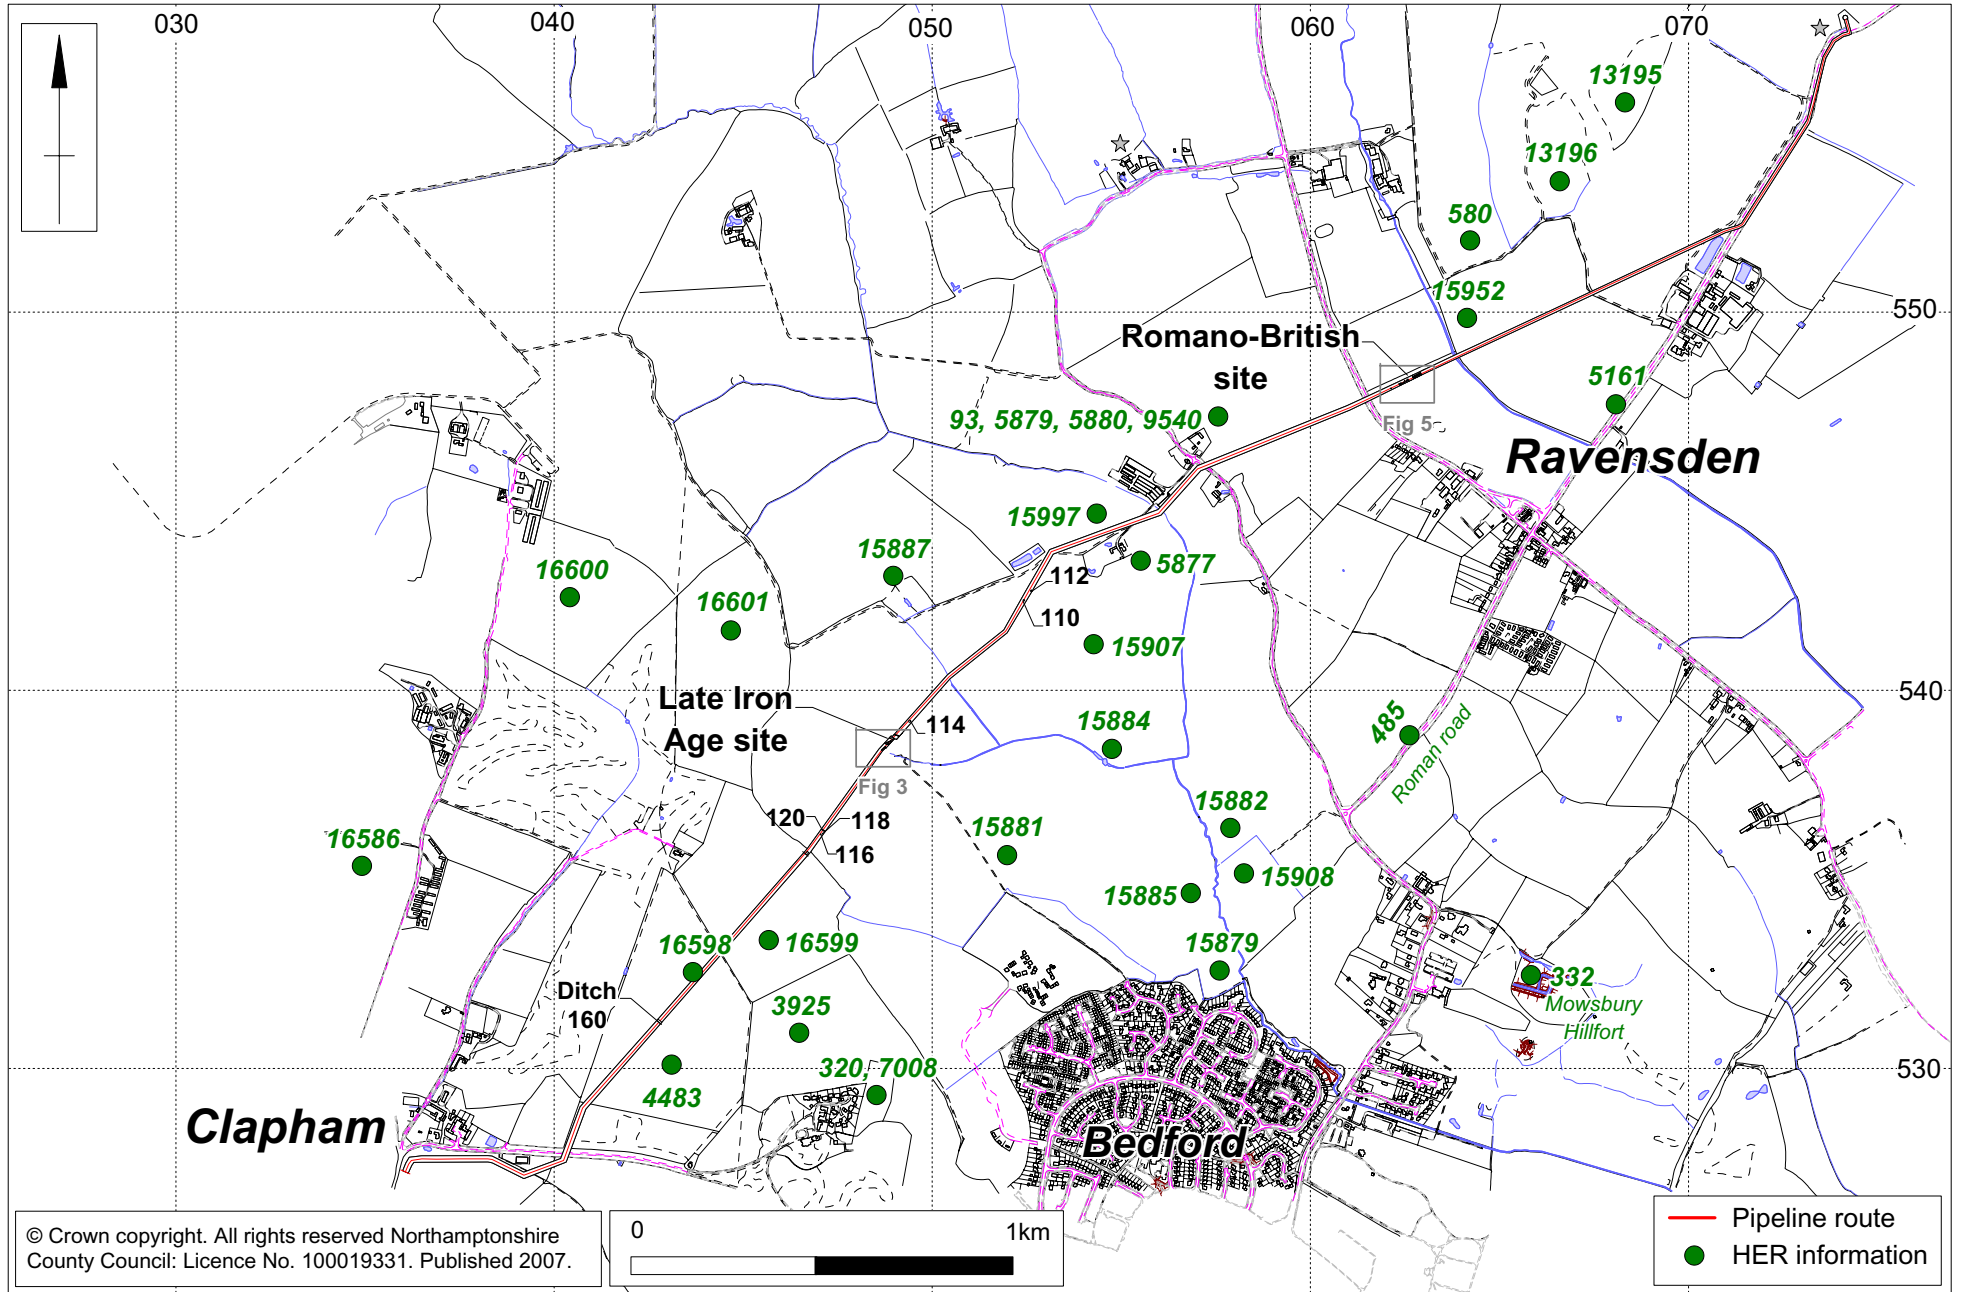 030
040
050
060
070
13195
13196
580
15952
550
Romano-British
site
5161
93, 5879, 5880, 9540
Fig 5
Ravensden
15997
15887
5877
16600
112
16601
110
15907
Late Iron
Age site
540
114
15884
485
Roman road
Fig 3
120
118
15882
15881
16586
116
15908
15885
16598
16599
15879
332
Mowsbury
Hillfort
Ditch
160
3925
320, 7008
530
4483
Clapham
Bedford
© Crown copyright. All rights reserved Northamptonshire
County Council: Licence No. 100019331. Published 2007.
0
1km
Pipeline route
HER information